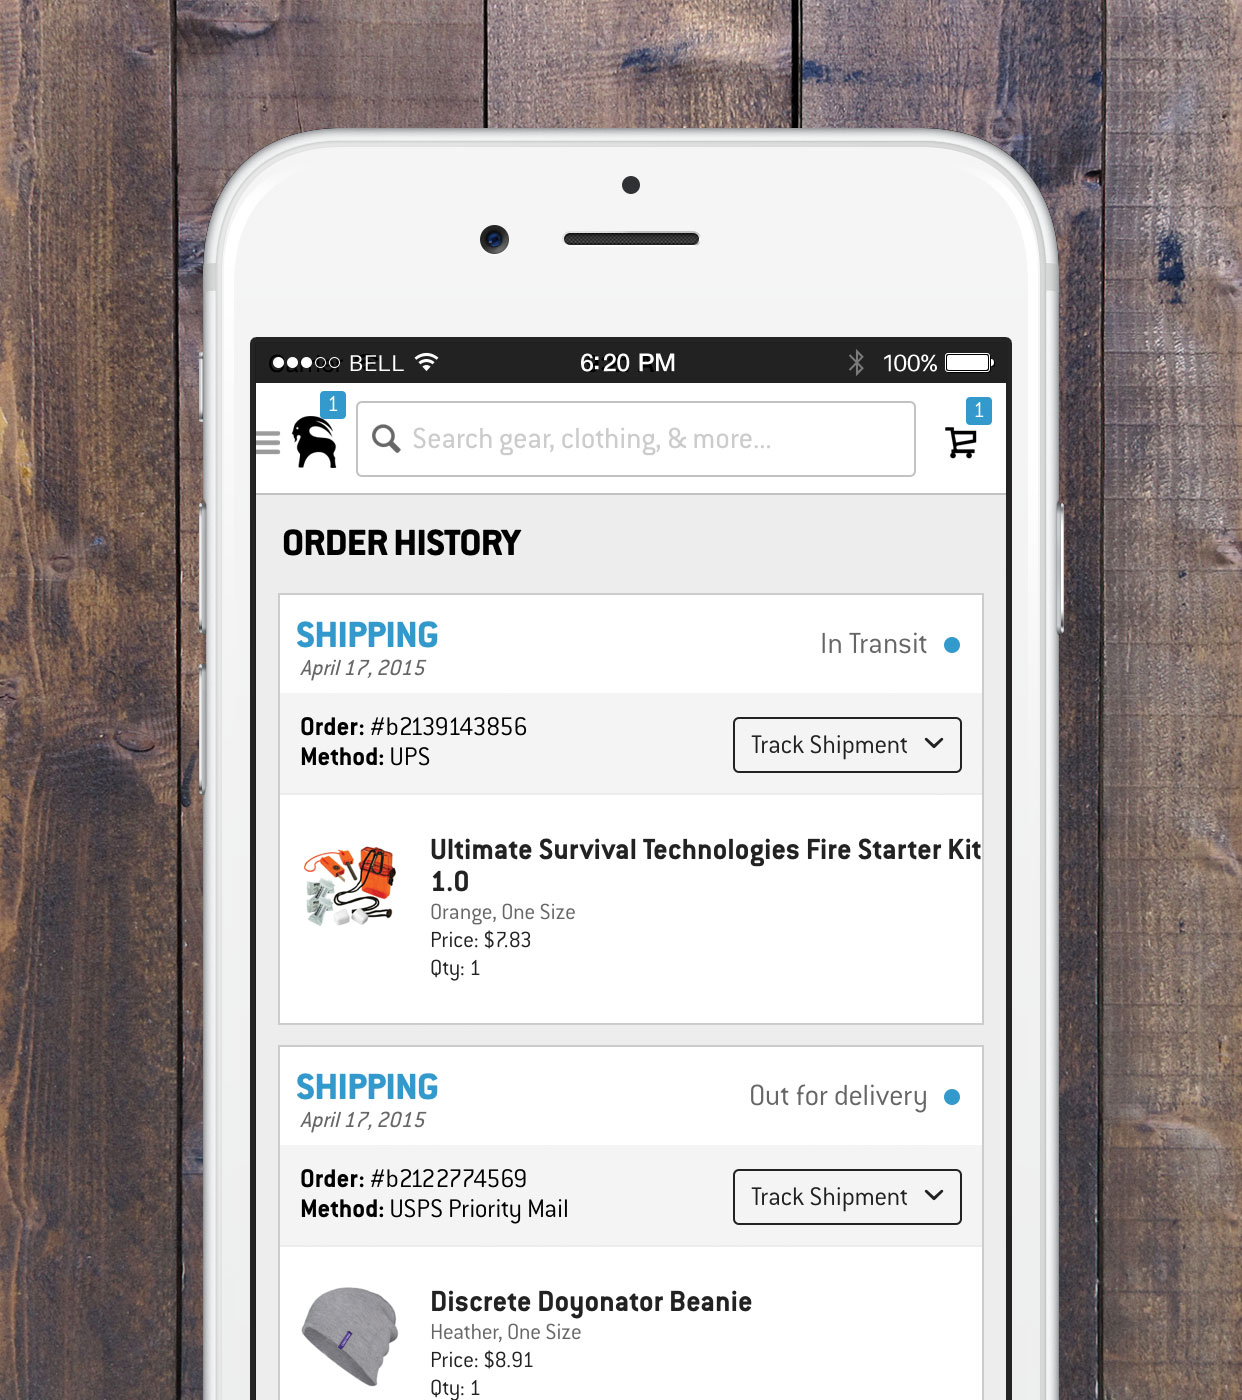 BELL
6:20 PM
100%
1
Search gear, clothing, & more...
1
ORDER HISTORY
SHIPPING
In Transit
April 17, 2015
Order: #b2139143856
Method: UPS
Track Shipment
Ultimate Survival Technologies Fire Starter Kit
1.0
Orange, One Size
Price: $7.83
Qty: 1
SHIPPING
Out for delivery
April 17, 2015
Order: #b2122774569
Method: USPS Priority Mail
Track Shipment
Discrete Doyonator Beanie
Heather, One Size
Price: $8.91
Qty: 1